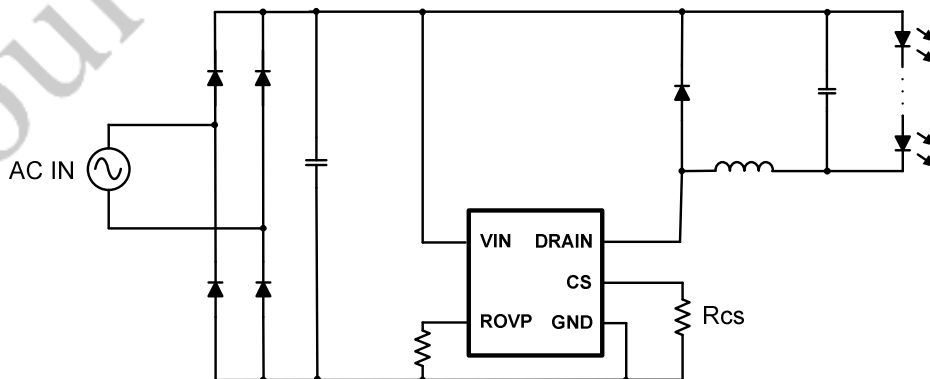 AC IN
VIN DRAIN
CS
ROVP GND
Rcs